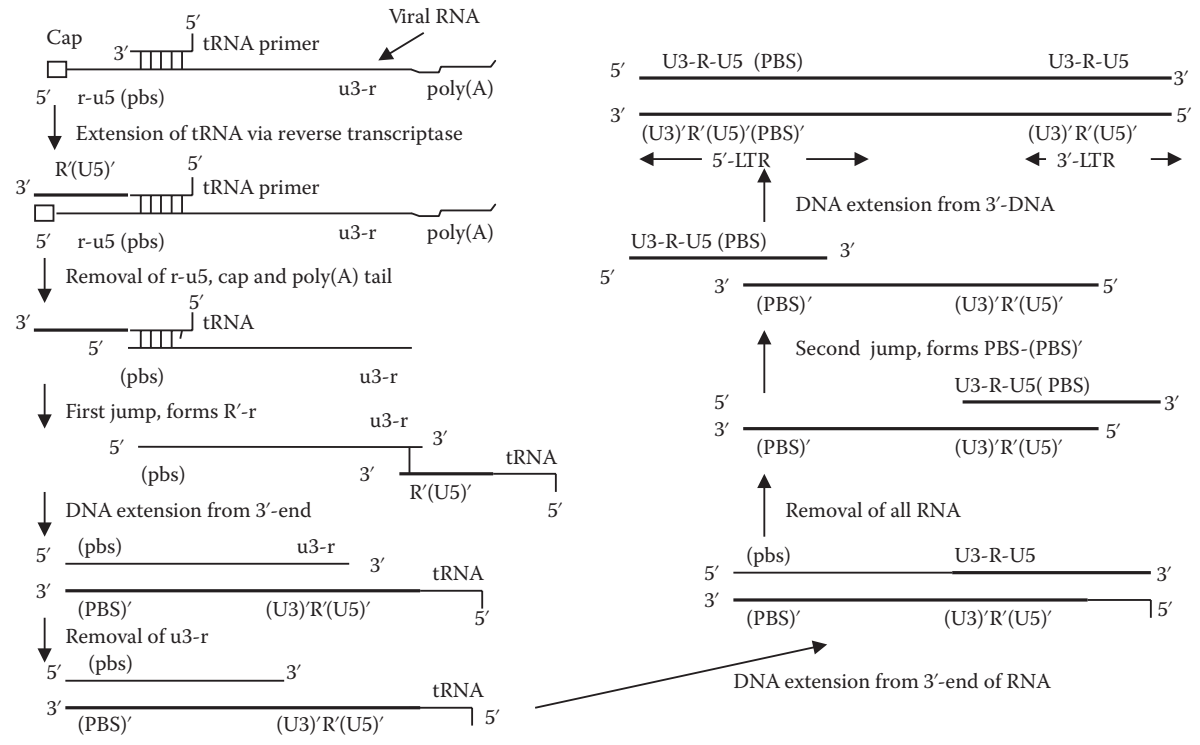 Viral RNA
5′
Cap
3′ tRNA primer
u3-r
5′ r-u5 (pbs) poly(A)
Extension of tRNA via reverse transcriptase
R′(U5)′ 5′
3′ tRNA primer
u3-r
5′ r-u5 (pbs) poly(A)
Removal of r-u5, cap and poly(A) tail
5′
3′ tRNA
5′
(pbs) u3-r
First jump, forms R′-r
u3-r
5′ 3′
(pbs) 3′ tRNA
R′(U5)′ 5′
DNA extension from 3′-end
5′ (pbs) u3-r 3′
3′ tRNA
(PBS)′ (U3)′R′(U5)′ 5′
Removal of u3-r
5′ (pbs) 3′
3′ tRNA 5′
(PBS)′ (U3)′R′(U5)′
U3-R-U5 (PBS) U3-R-U5
5′ 3′
3′ 5′
(U3)′R′(U5)′(PBS)′ (U3)′R′(U5)′
5′-LTR 3′-LTR
DNA extension from 3′-DNA
U3-R-U5 (PBS) 3′
5′ 3′ 5′
(PBS)′ (U3)′R′(U5)′
Second jump, forms PBS-(PBS)′
U3-R-U5( PBS)
5′ 3′
3′ 5′
(PBS)′ (U3)′R′(U5)′
Removal of all RNA
(pbs) U3-R-U5
5′ 3′
3′ 5′
(PBS)′ (U3)′R′(U5)′
DNA extension from 3′-end of RNA